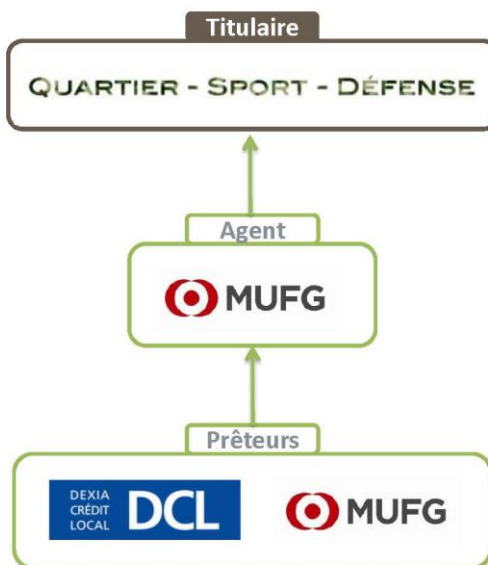 Titulaire
QUARTIER - SPORT - DÉFENSE
Agent
MUFG
Prêteurs
DEXIA
CRÉDIT
LOCAL
DCL
MUFG